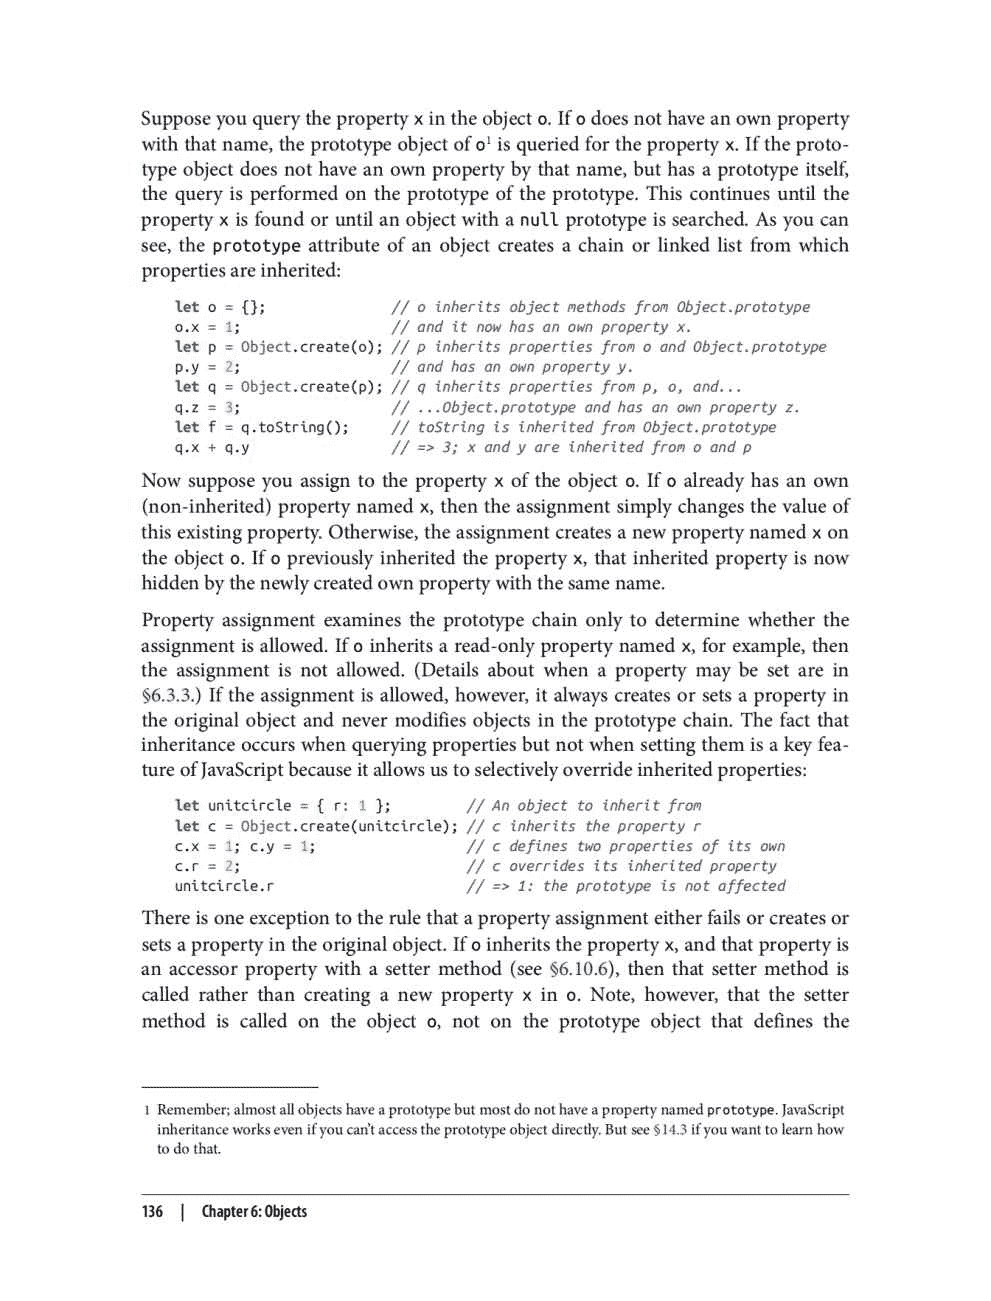 Suppose you query the property x in the object o. If o does not have an own property
with that name, the prototype object of o¹ is queried for the property x. If the proto-
type object does not have an own property by that name, but has a prototype itself,
the query is performed on the prototype of the prototype. This continues until the
property x is found or until an object with a null prototype is searched. As you can
see, the prototype attribute of an object creates a chain or linked list from which
properties are inherited:
let o = {};               // o inherits object methods from Object.prototype
o.x = 1;                  // and it now has an own property x.
let p = Object.create(o); // p inherits properties from o and Object.prototype
p.y = 2;                  // and has an own property y.
let q = Object.create(p); // q inherits properties from p, o, and...
q.z = 3;                  // ...Object.prototype and has an own property z.
let f = q.toString();     // toString is inherited from Object.prototype
q.x + q.y                 // => 3; x and y are inherited from o and p
Now suppose you assign to the property x of the object o. If o already has an own
(non-inherited) property named x, then the assignment simply changes the value of
this existing property. Otherwise, the assignment creates a new property named x on
the object o. If o previously inherited the property x, that inherited property is now
hidden by the newly created own property with the same name.
Property assignment examines the prototype chain only to determine whether the
assignment is allowed. If o inherits a read-only property named x, for example, then
the assignment is not allowed. (Details about when a property may be set are in
§6.3.3.) If the assignment is allowed, however, it always creates or sets a property in
the original object and never modifies objects in the prototype chain. The fact that
inheritance occurs when querying properties but not when setting them is a key fea-
ture of JavaScript because it allows us to selectively override inherited properties:
let unitcircle = { r: 1 };         // An object to inherit from
let c = Object.create(unitcircle); // c inherits the property r
c.x = 1; c.y = 1;                  // c defines two properties of its own
c.r = 2;                           // c overrides its inherited property
unitcircle.r                       // => 1: the prototype is not affected
There is one exception to the rule that a property assignment either fails or creates or
sets a property in the original object. If o inherits the property x, and that property is
an accessor property with a setter method (see §6.10.6), then that setter method is
called rather than creating a new property x in o. Note, however, that the setter
method is called on the object o, not on the prototype object that defines the
1 Remember; almost all objects have a prototype but most do not have a property named prototype. JavaScript
inheritance works even if you can't access the prototype object directly. But see §14.3 if you want to learn how
to do that.
136 | Chapter 6: Objects